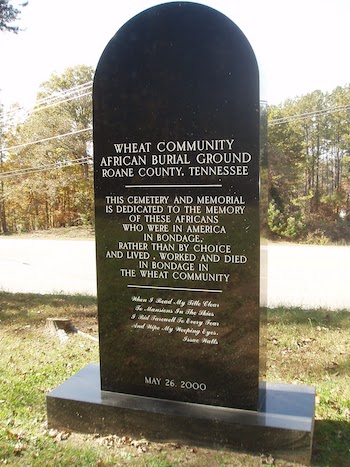 WHEAT COMMUNITY
AFRICAN BURIAL GROUND
ROANE COUNTY, TENNESSEE
THIS CEMETERY AND MEMORIAL
IS DEDICATED TO THE MEMORY
OF THESE AFRICANS
WHO WERE IN AMERICA
IN BONDAGE,
RATHER THAN BY CHOICE
AND LIVED, WORKED AND DIED
IN BONDAGE IN
THE WHEAT COMMUNITY
When I Read My Title Clear
To Mansions In The Skies
I Bid Farewell To Every Fear
And Wipe My Weeping Eyes.
Isaac Watts
MAY 26, 2000